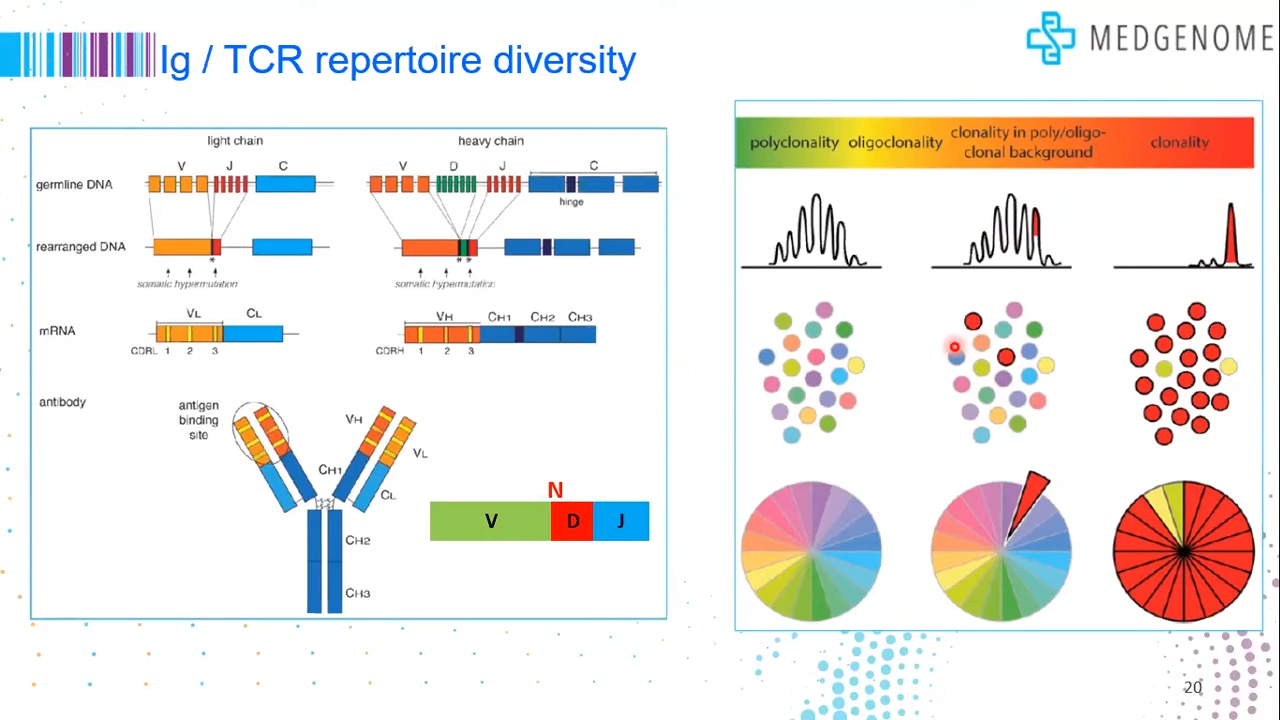 Ig / TCR repertoire diversity
MEDGENOME
light chain
heavy chain
V J C
V D J C
germline DNA
hinge
rearranged DNA
* * *
somatic hypermutation
somatic hypermutation
VL CL
VH CH1 CH2 CH3
mRNA
CDRL 1 2 3
CDRH 1 2 3
antibody
antigen
binding
site
VH
VL
CH1
CL
CH2
CH3
N
V D J
polyclonality
oligoclonality
clonality in poly/oligo-
clonal background
clonality
20